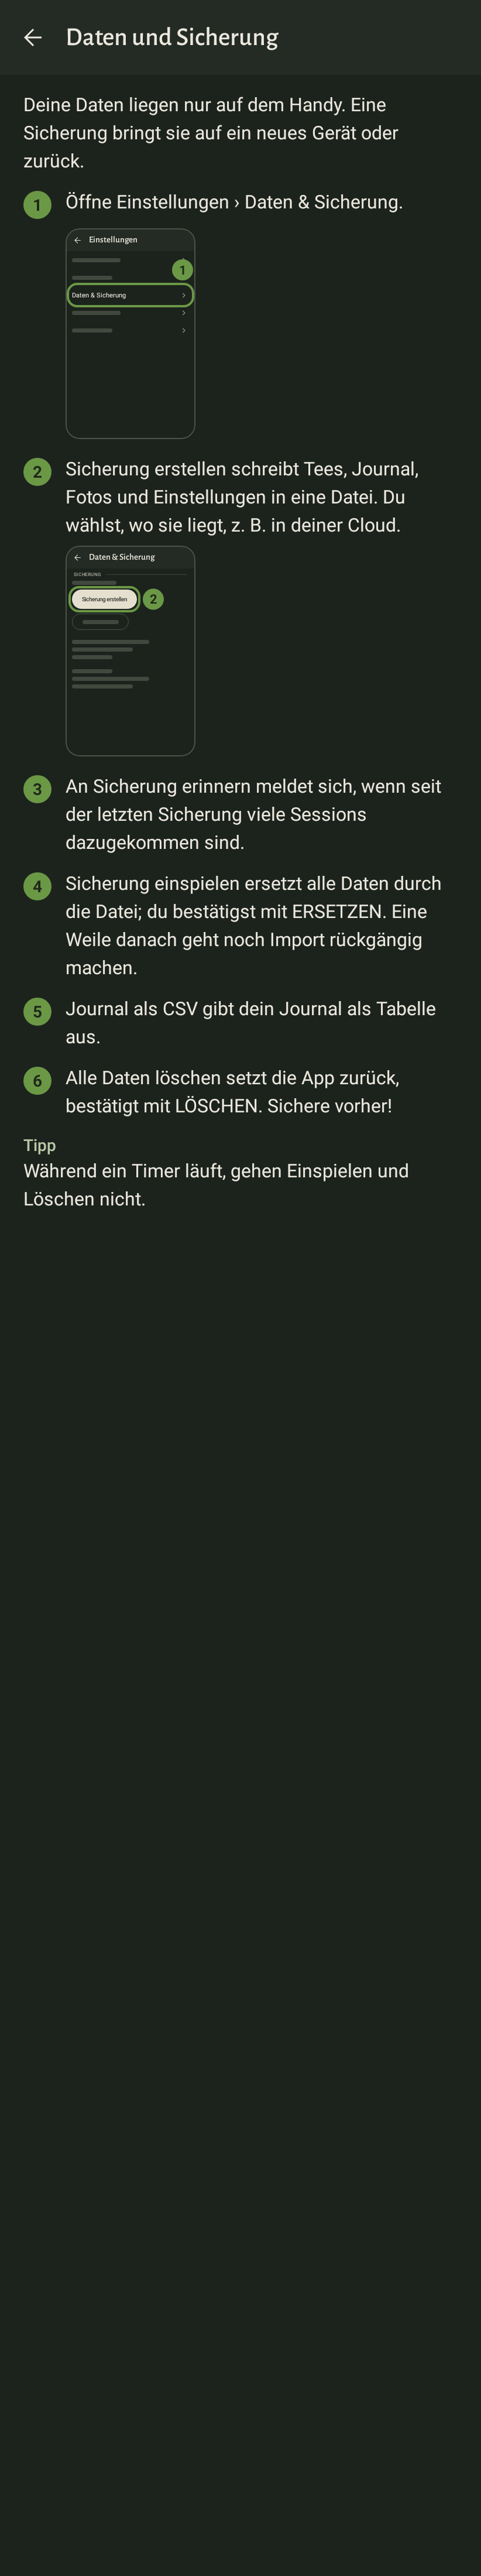 Daten und Sicherung
Deine Daten liegen nur auf dem Handy. Eine
Sicherung bringt sie auf ein neues Gerät oder
zurück.
1 Öffne Einstellungen › Daten & Sicherung.
Einstellungen
1
Daten & Sicherung
2 Sicherung erstellen schreibt Tees, Journal,
Fotos und Einstellungen in eine Datei. Du
wählst, wo sie liegt, z. B. in deiner Cloud.
Daten & Sicherung
SICHERUNG
Sicherung erstellen 2
3 An Sicherung erinnern meldet sich, wenn seit
der letzten Sicherung viele Sessions
dazugekommen sind.
4 Sicherung einspielen ersetzt alle Daten durch
die Datei; du bestätigst mit ERSETZEN. Eine
Weile danach geht noch Import rückgängig
machen.
5 Journal als CSV gibt dein Journal als Tabelle
aus.
6 Alle Daten löschen setzt die App zurück,
bestätigt mit LÖSCHEN. Sichere vorher!
Tipp
Während ein Timer läuft, gehen Einspielen und
Löschen nicht.